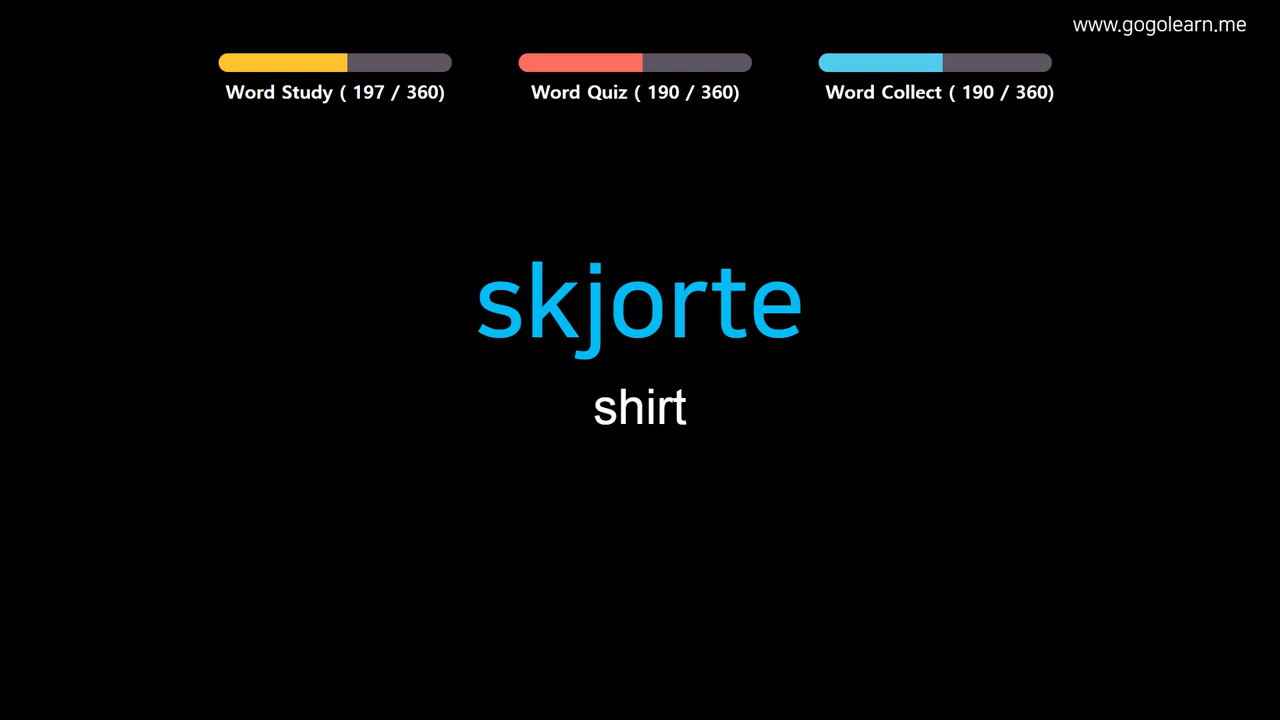 www.gogolearn.me
Word Study ( 197 / 360)
Word Quiz ( 190 / 360)
Word Collect ( 190 / 360)
skjorte
shirt